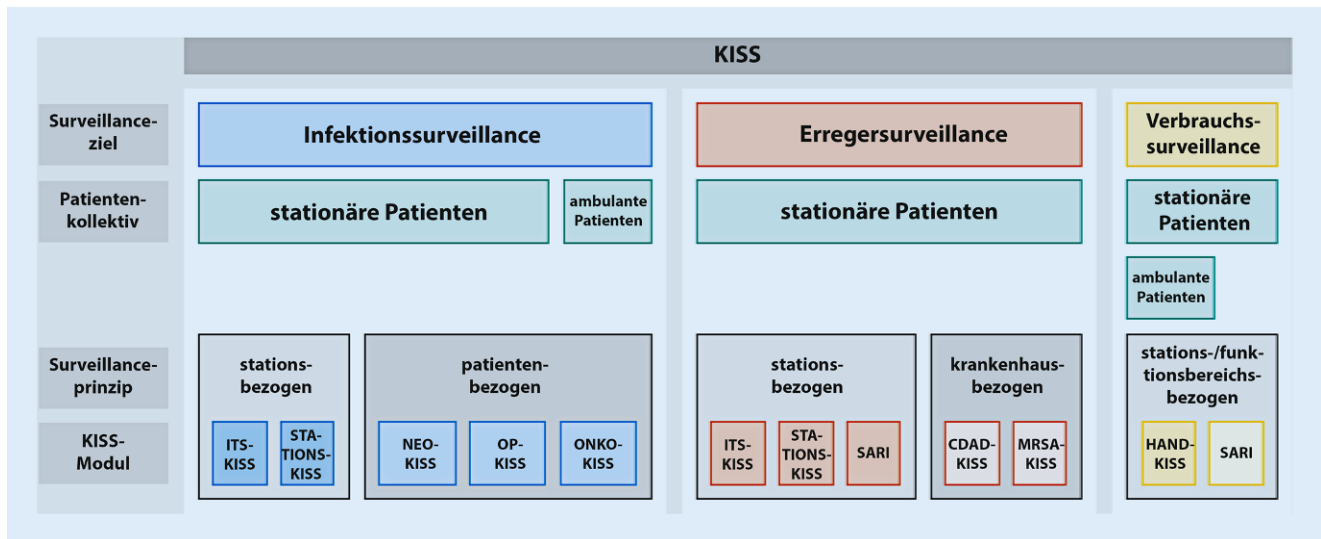 KISS
Surveillance-
ziel
Infektionssurveillance
Erregersurveillance
Verbrauchs-
surveillance
Patienten-
kollektiv
stationäre Patienten
ambulante
Patienten
stationäre Patienten
stationäre
Patienten
ambulante
Patienten
Surveillance-
prinzip
stations-
bezogen
patienten-
bezogen
stations-
bezogen
krankenhaus-
bezogen
stations-/funk-
tionsbereichs-
bezogen
KISS-
Modul
ITS-
KISS
STA-
TIONS-
KISS
NEO-
KISS
OP-
KISS
ONKO-
KISS
ITS-
KISS
STA-
TIONS-
KISS
SARI
CDAD-
KISS
MRSA-
KISS
HAND-
KISS
SARI